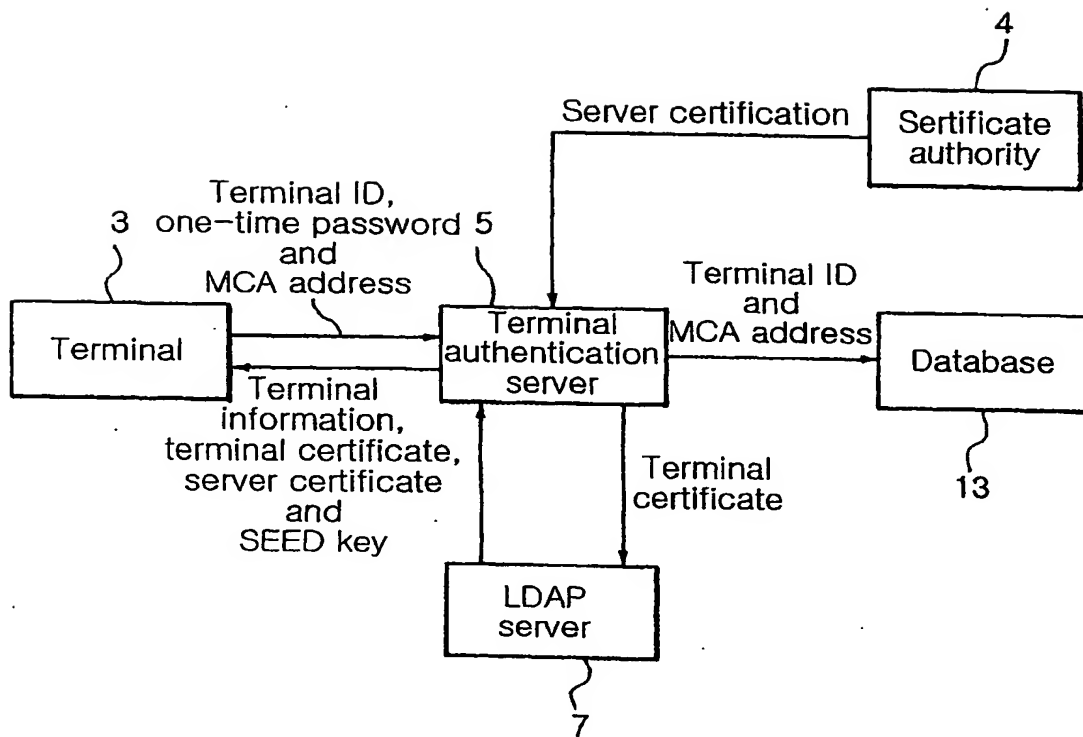 4
Server certification
Sertificate
authority
Terminal ID,
3 one-time password 5
and
MCA address
Terminal ID
and
MCA address
Terminal
Terminal
authentication
server
Database
Terminal
information,
terminal certificate,
server certificate
and
SEED key
Terminal
certificate
13
LDAP
server
7